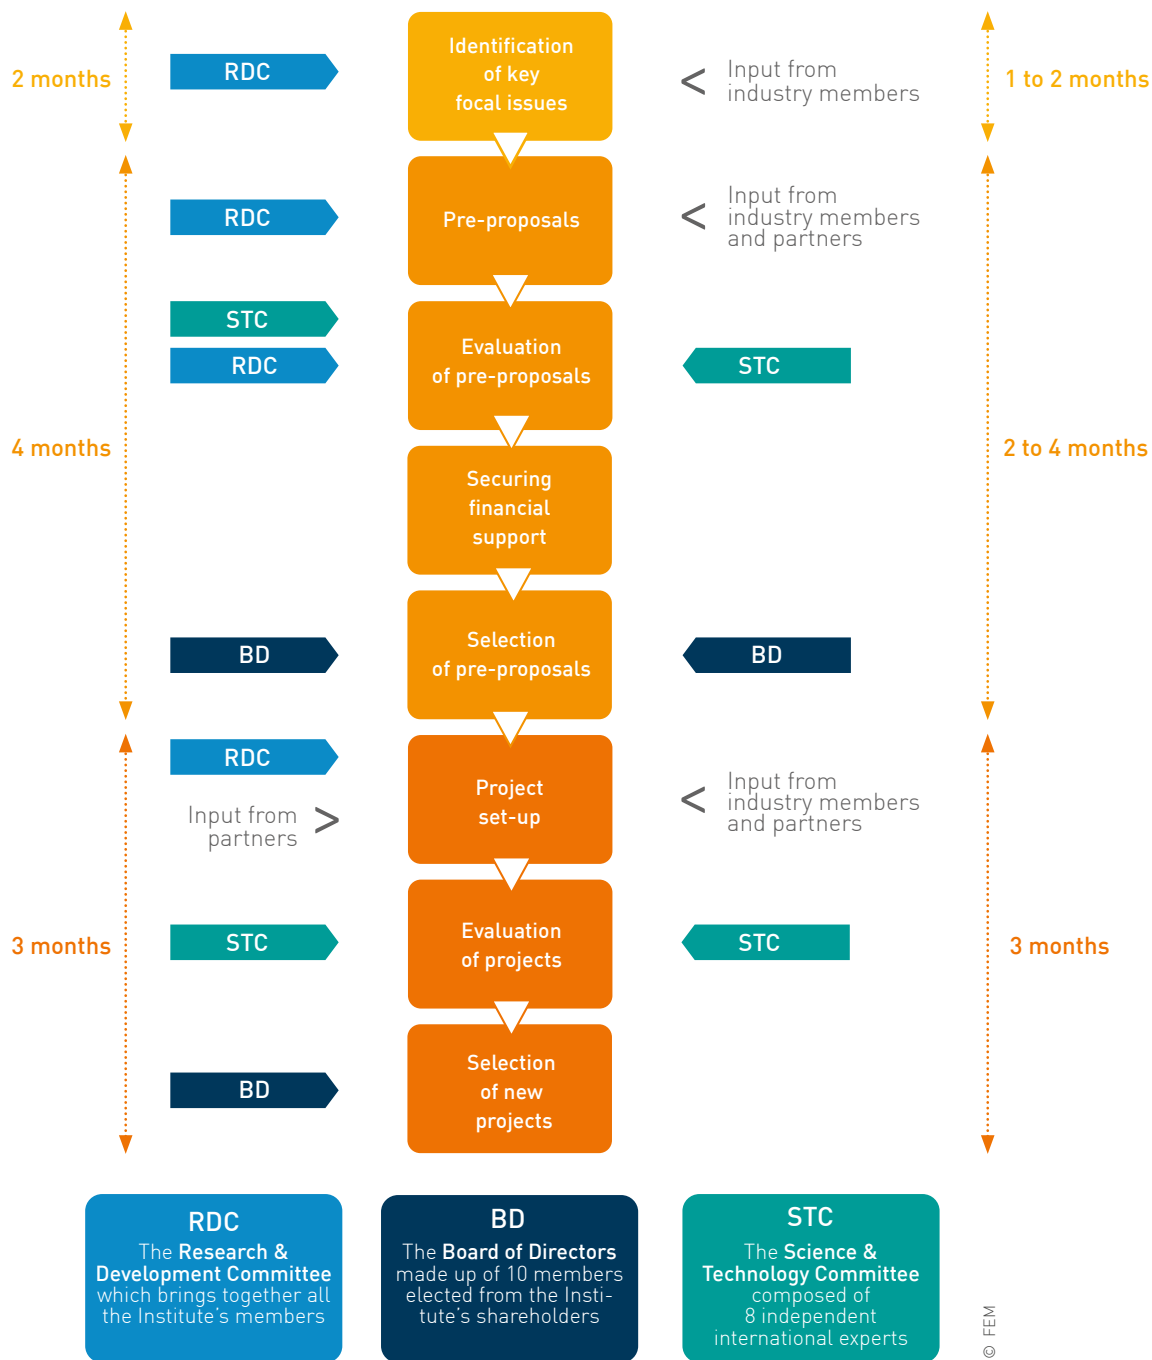 2 months
RDC
Identification
of key
focal issues
< Input from
industry members
1 to 2 months
RDC
Pre-proposals
< Input from
industry members
and partners
STC
RDC
Evaluation
of pre-proposals
STC
4 months
Securing
financial
support
2 to 4 months
BD
Selection
of pre-proposals
BD
RDC
Input from >
partners
Project
set-up
< Input from
industry members
and partners
3 months
STC
Evaluation
of projects
STC
3 months
BD
Selection
of new
projects
RDC
The Research &
Development Committee
which brings together all
the Institute's members
BD
The Board of Directors
made up of 10 members
elected from the Insti-
tute's shareholders
STC
The Science &
Technology Committee
composed of
8 independent
international experts
© FEM